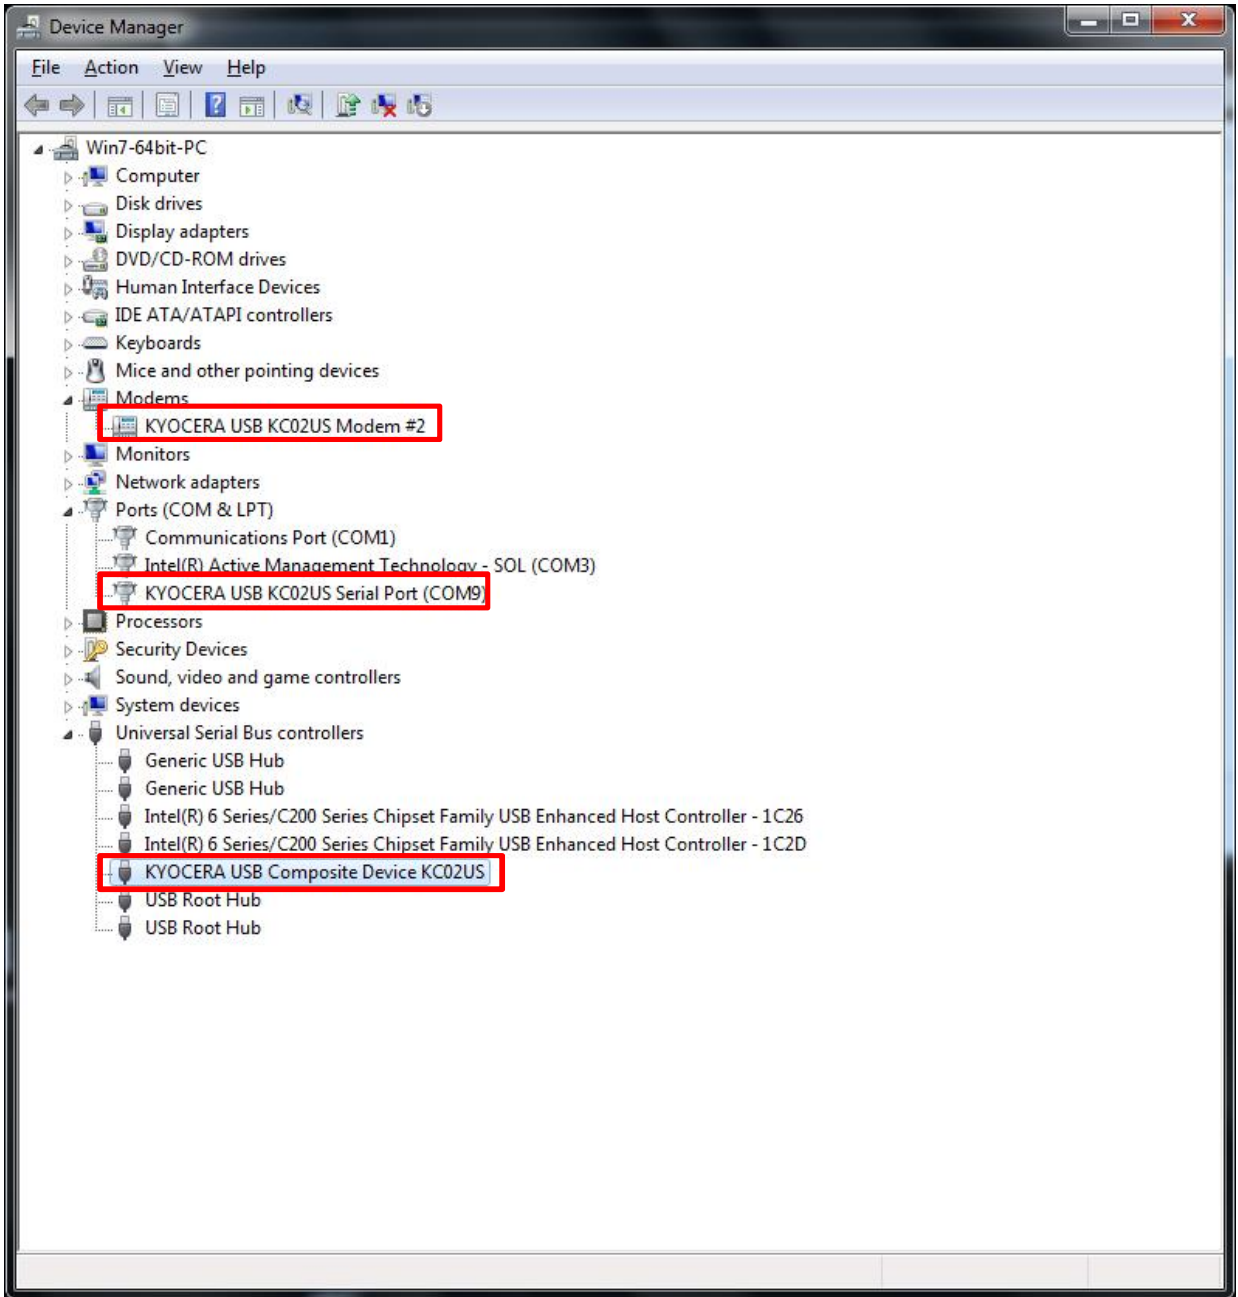 Device Manager
File Action View Help
Win7-64bit-PC
Computer
Disk drives
Display adapters
DVD/CD-ROM drives
Human Interface Devices
IDE ATA/ATAPI controllers
Keyboards
Mice and other pointing devices
Modems
KYOCERA USB KC02US Modem #2
Monitors
Network adapters
Ports (COM & LPT)
Communications Port (COM1)
Intel(R) Active Management Technology - SOL (COM3)
KYOCERA USB KC02US Serial Port (COM9)
Processors
Security Devices
Sound, video and game controllers
System devices
Universal Serial Bus controllers
Generic USB Hub
Generic USB Hub
Intel(R) 6 Series/C200 Series Chipset Family USB Enhanced Host Controller - 1C26
Intel(R) 6 Series/C200 Series Chipset Family USB Enhanced Host Controller - 1C2D
KYOCERA USB Composite Device KC02US
USB Root Hub
USB Root Hub